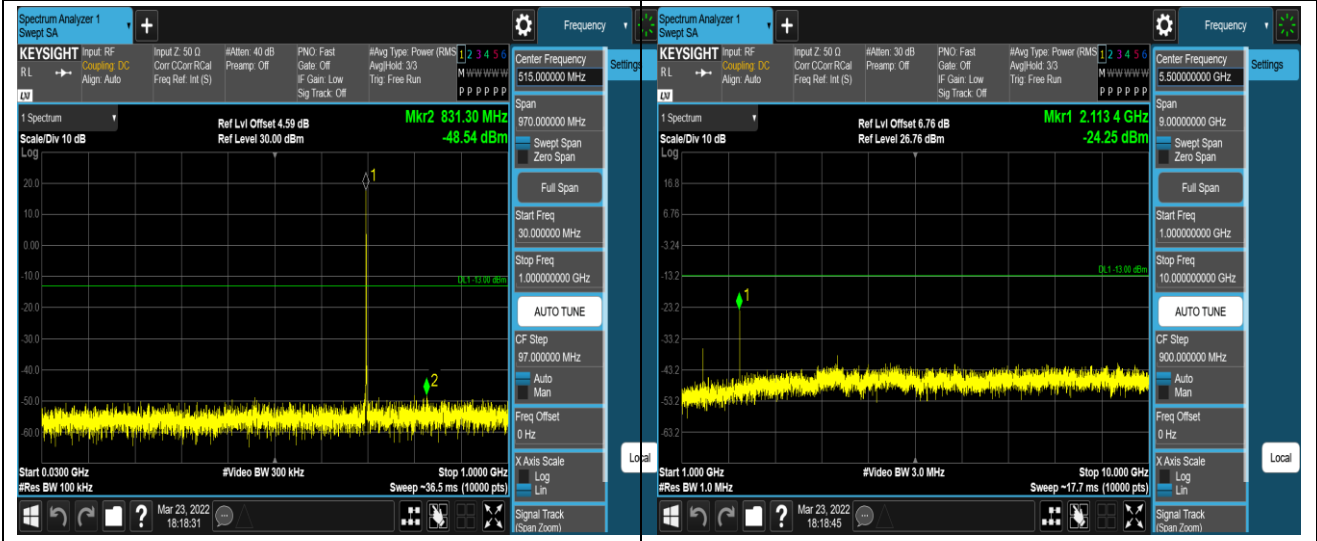 Spectrum Analyzer 1
Swept SA
Frequency
KEYSIGHT
RL
LXI
Input: RF
Coupling: DC
Align: Auto
Input Z: 50 Ω
Corr CCorr RCal
Freq Ref: Int (S)
#Atten: 40 dB
Preamp: Off
PNO: Fast
Gate: Off
IF Gain: Low
Sig Track: Off
#Avg Type: Power (RMS
Avg|Hold: 3/3
Trig: Free Run
1 2 3 4 5 6
M W W W W W
P P P P P P
Center Frequency
515.000000 MHz
Settings
Span
970.000000 MHz
Swept Span
Zero Span
Full Span
Start Freq
30.000000 MHz
Stop Freq
1.000000000 GHz
AUTO TUNE
CF Step
97.000000 MHz
Auto
Man
Freq Offset
0 Hz
X Axis Scale
Log
Lin
Local
Signal Track
(Span Zoom)
1 Spectrum
Scale/Div 10 dB
Log
Ref Lvl Offset 4.59 dB
Ref Level 30.00 dBm
Mkr2 831.30 MHz
-48.54 dBm
1
20.0
10.0
0.00
-10.0
DL1 -13.00 dBm
-20.0
-30.0
-40.0
2
-50.0
-60.0
Start 0.0300 GHz
#Res BW 100 kHz
#Video BW 300 kHz
Stop 1.0000 GHz
Sweep ~36.5 ms (10000 pts)
?
Mar 23, 2022
18:18:31
Spectrum Analyzer 1
Swept SA
Frequency
KEYSIGHT
RL
LXI
Input: RF
Coupling: DC
Align: Auto
Input Z: 50 Ω
Corr CCorr RCal
Freq Ref: Int (S)
#Atten: 30 dB
Preamp: Off
PNO: Fast
Gate: Off
IF Gain: Low
Sig Track: Off
#Avg Type: Power (RMS
Avg|Hold: 3/3
Trig: Free Run
1 2 3 4 5 6
M W W W W W
P P P P P P
Center Frequency
5.500000000 GHz
Settings
Span
9.00000000 GHz
Swept Span
Zero Span
Full Span
Start Freq
1.000000000 GHz
Stop Freq
10.000000000 GHz
AUTO TUNE
CF Step
900.000000 MHz
Auto
Man
Freq Offset
0 Hz
X Axis Scale
Log
Lin
Local
Signal Track
(Span Zoom)
1 Spectrum
Scale/Div 10 dB
Log
Ref Lvl Offset 6.76 dB
Ref Level 26.76 dBm
Mkr1 2.113 4 GHz
-24.25 dBm
16.8
6.76
-3.24
-13.2
DL1 -13.00 dBm
1
-23.2
-33.2
-43.2
-53.2
-63.2
Start 1.000 GHz
#Res BW 1.0 MHz
#Video BW 3.0 MHz
Stop 10.000 GHz
Sweep ~17.7 ms (10000 pts)
?
Mar 23, 2022
18:18:45